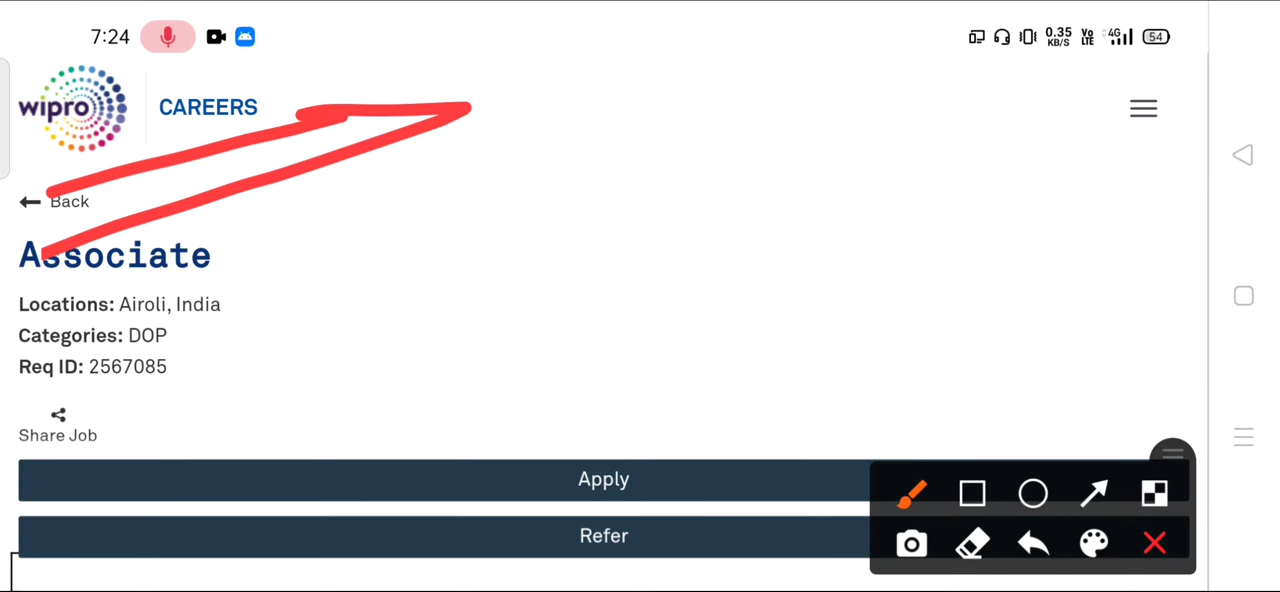 7:24
0.35 KB/S Vo LTE 4G 54
wipro
CAREERS
Back
Associate
Locations: Airoli, India
Categories: DOP
Req ID: 2567085
Share Job
Apply
Refer